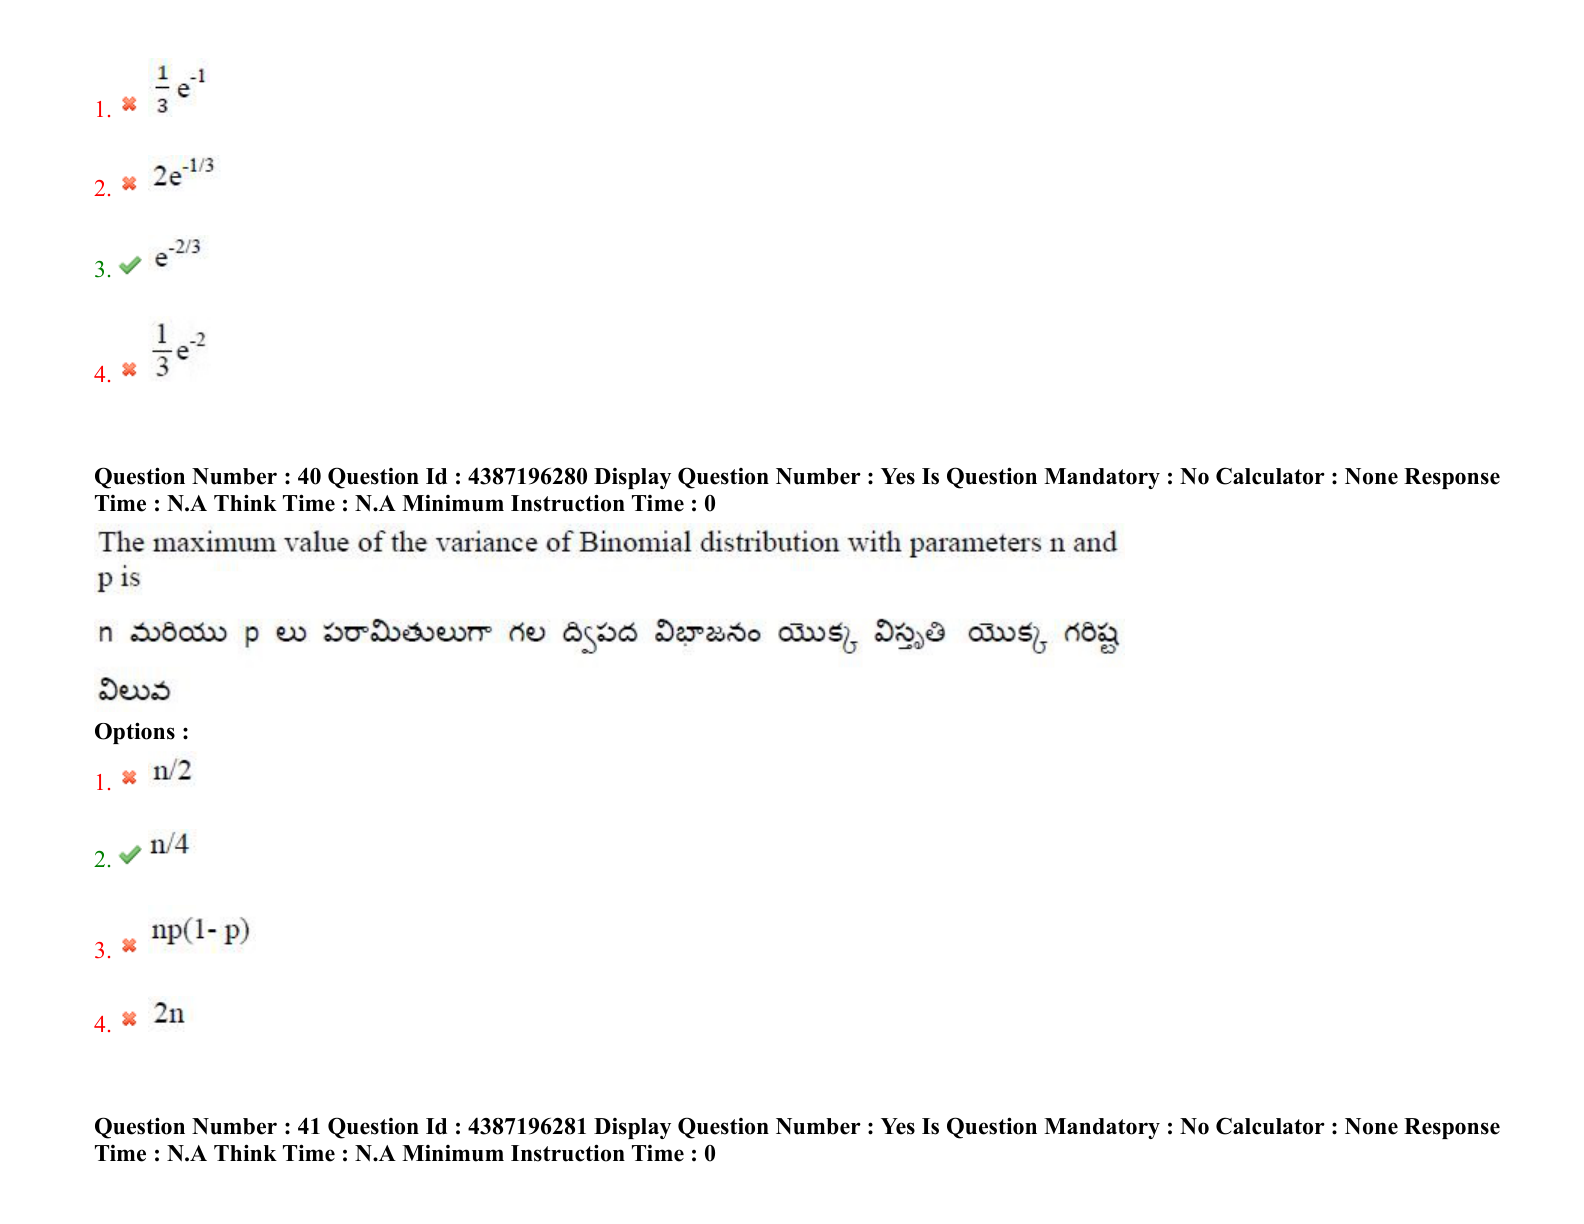 1. ✖ 1/3 e^-1
2. ✖ 2e^-1/3
3. ✔ e^-2/3
4. ✖ 1/3 e^-2
Question Number : 40 Question Id : 4387196280 Display Question Number : Yes Is Question Mandatory : No Calculator : None Response
Time : N.A Think Time : N.A Minimum Instruction Time : 0
The maximum value of the variance of Binomial distribution with parameters n and
p is
n మరియు p లు పరామితులుగా గల ద్విపద విభాజనం యొక్క విస్తృతి యొక్క గరిష్ట
విలువ
Options :
1. ✖ n/2
2. ✔ n/4
3. ✖ np(1- p)
4. ✖ 2n
Question Number : 41 Question Id : 4387196281 Display Question Number : Yes Is Question Mandatory : No Calculator : None Response
Time : N.A Think Time : N.A Minimum Instruction Time : 0